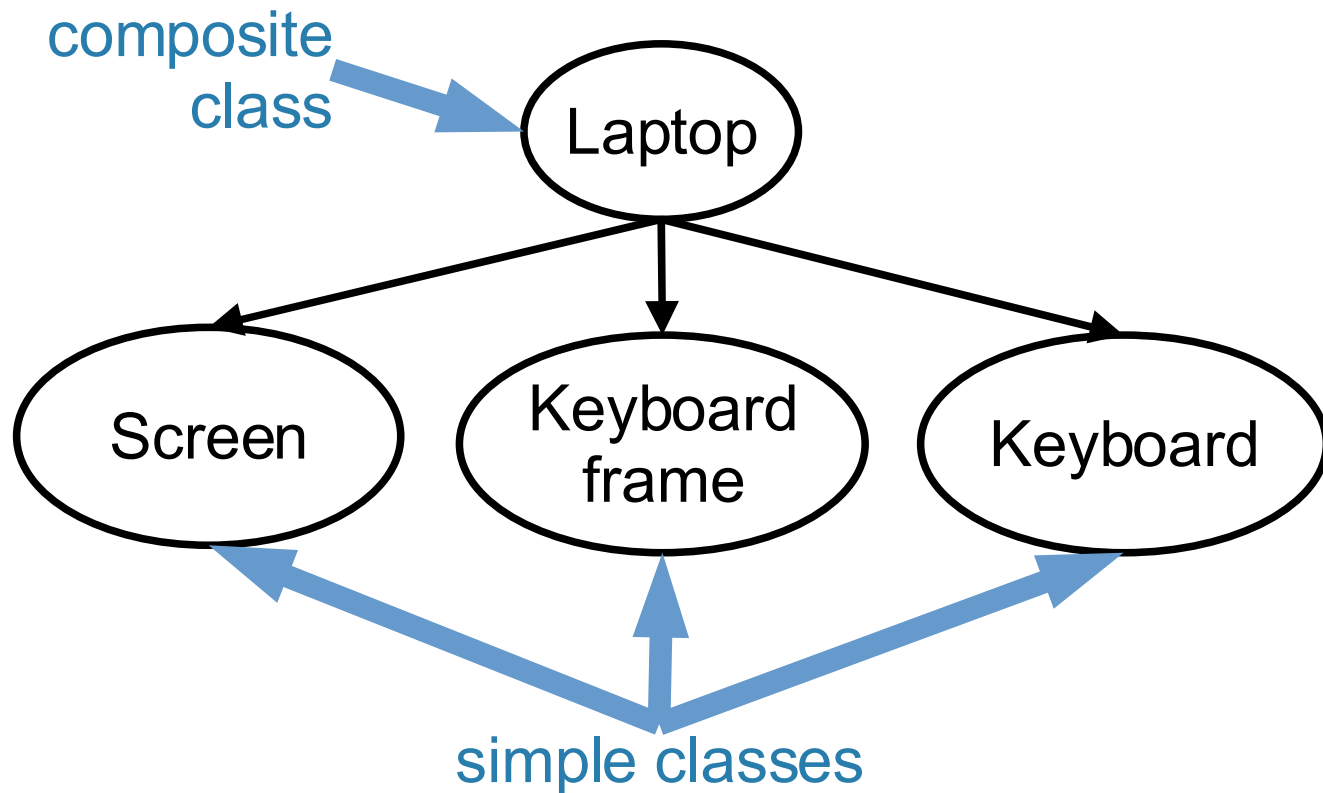 composite
class
Laptop
Screen
Keyboard
frame
Keyboard
simple classes